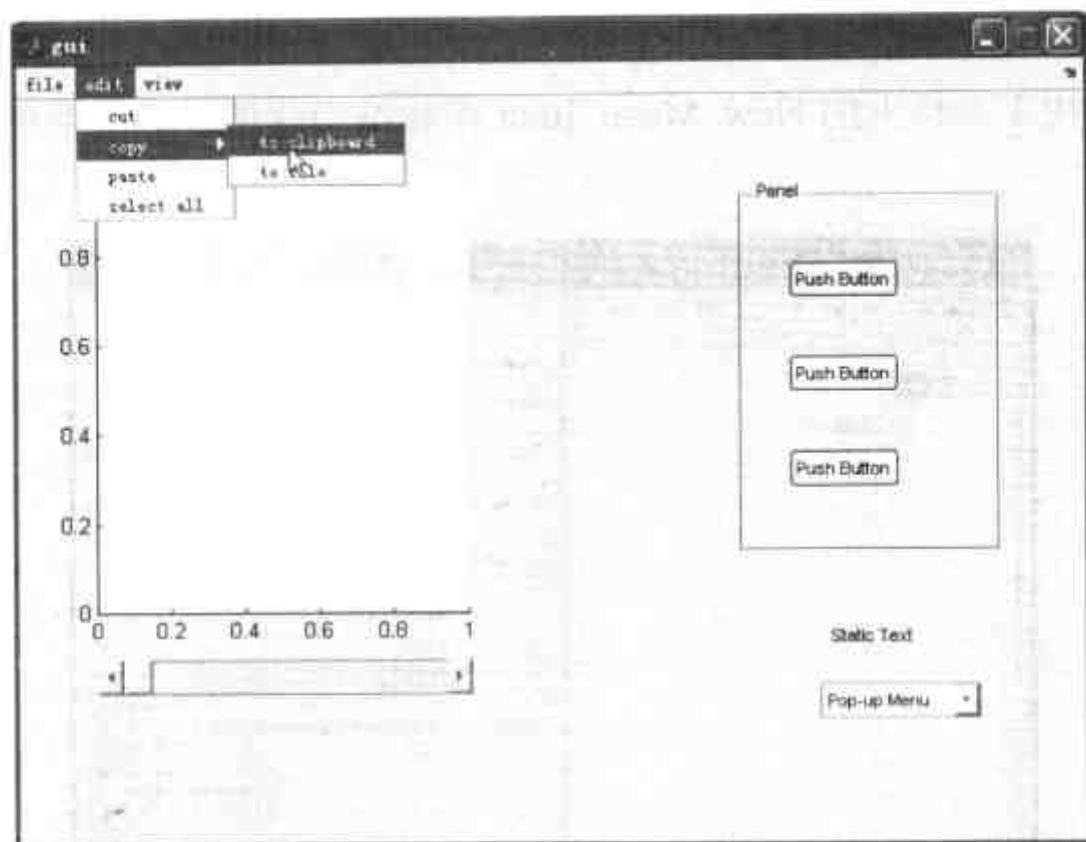 gui
file edit view
cut
copy
to clipboard
paste
to file
select all
Panel
Push Button
Push Button
Push Button
0.8
0.6
0.4
0.2
0
0 0.2 0.4 0.6 0.8 1
Static Text
Pop-up Menu